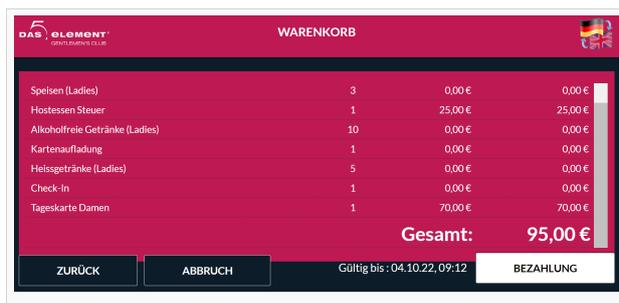 DAS 5. ELEMENT
GENTLEMEN'S CLUB
WARENKORB
Speisen (Ladies) 3 0,00 € 0,00 €
Hostessen Steuer 1 25,00 € 25,00 €
Alkoholfreie Getränke (Ladies) 10 0,00 € 0,00 €
Kartenaufladung 1 0,00 € 0,00 €
Heissgetränke (Ladies) 5 0,00 € 0,00 €
Check-In 1 0,00 € 0,00 €
Tageskarte Damen 1 70,00 € 70,00 €
Gesamt: 95,00 €
ZURÜCK ABBRUCH Gültig bis : 04.10.22, 09:12 BEZAHLUNG